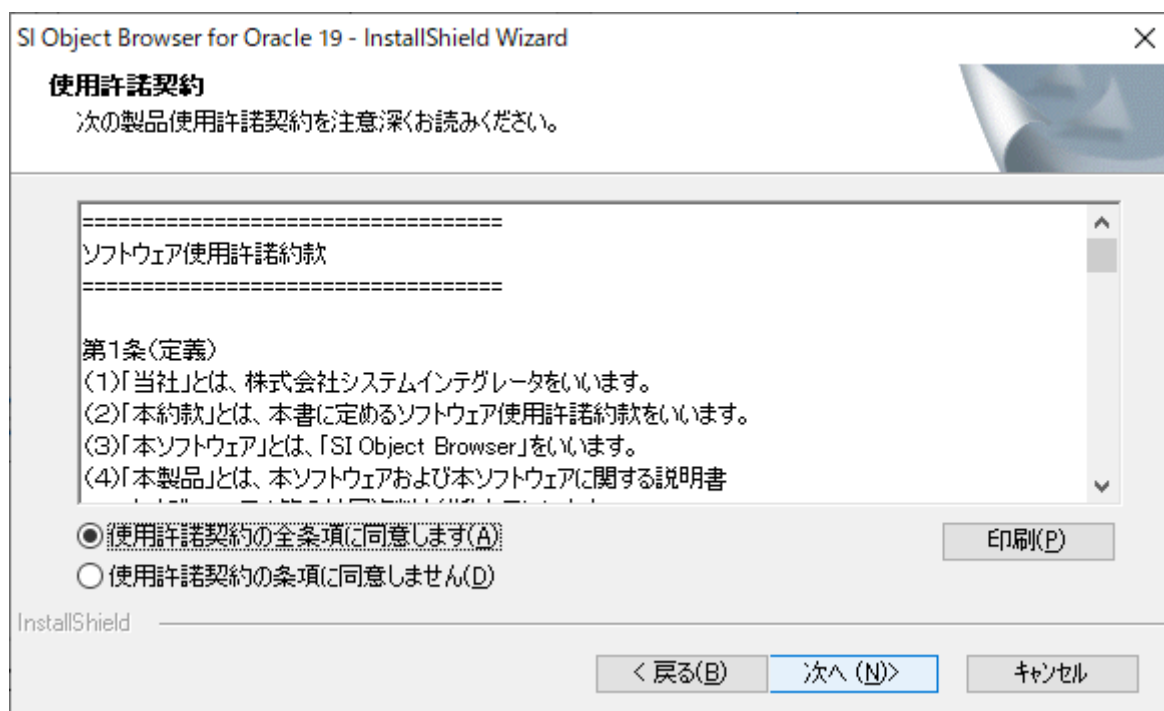 SI Object Browser for Oracle 19 - InstallShield Wizard
使用許諾契約
次の製品使用許諾契約を注意深くお読みください。
===================================
ソフトウェア使用許諾約款
===================================
第1条(定義)
(1)「当社」とは、株式会社システムインテグレータをいいます。
(2)「本約款」とは、本書に定めるソフトウェア使用許諾約款をいいます。
(3)「本ソフトウェア」とは、「SI Object Browser」をいいます。
(4)「本製品」とは、本ソフトウェアおよび本ソフトウェアに関する説明書
使用許諾契約の全条項に同意します(A)
印刷(P)
使用許諾契約の条項に同意しません(D)
InstallShield
< 戻る(B)
次へ (N)>
キャンセル